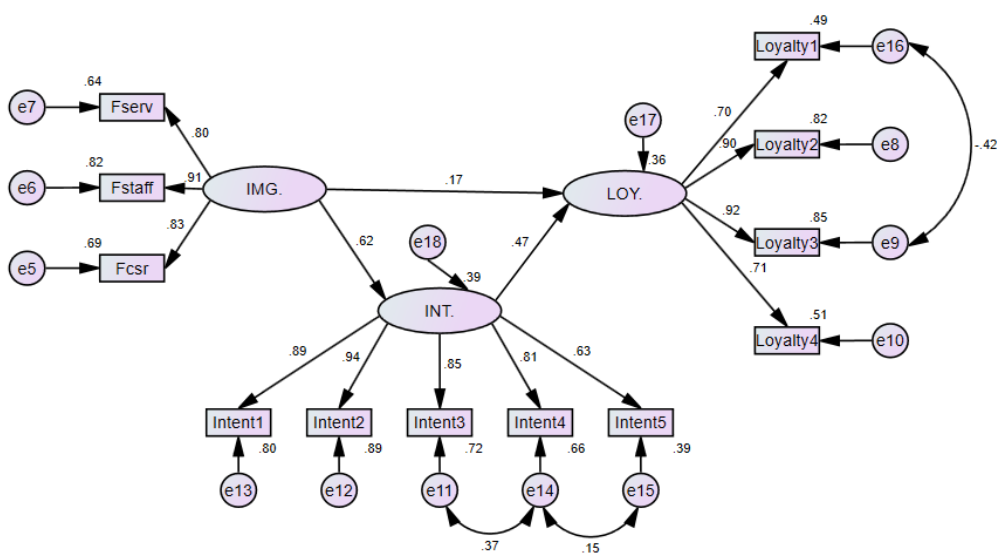 .49
Loyalty1
e16
.64
e7
Fserv
.80
e17
.70
.82
Loyalty2
e8
.90
-.42
.82
e6
Fstaff
.91
IMG.
.17
.36
LOY.
.83
.92
.85
Loyalty3
e9
.69
e5
Fcsr
.62
e18
.47
.71
.39
INT.
.51
Loyalty4
e10
.89
.94
.85
.81
.63
Intent1
Intent2
Intent3
Intent4
Intent5
.80
.89
.72
.66
.39
e13
e12
e11
e14
e15
.37
.15